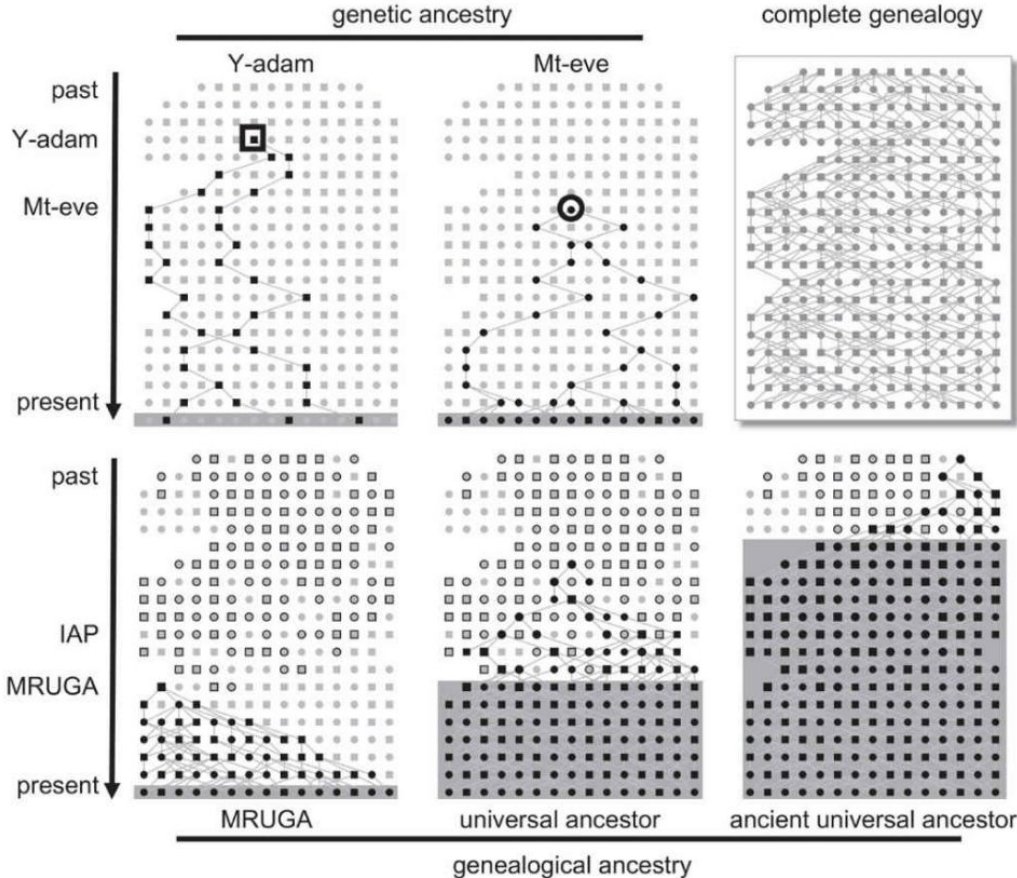 genetic ancestry
complete genealogy
Y-adam
Mt-eve
past
Y-adam
Mt-eve
present
past
IAP
MRUGA
present
MRUGA
universal ancestor
ancient universal ancestor
genealogical ancestry